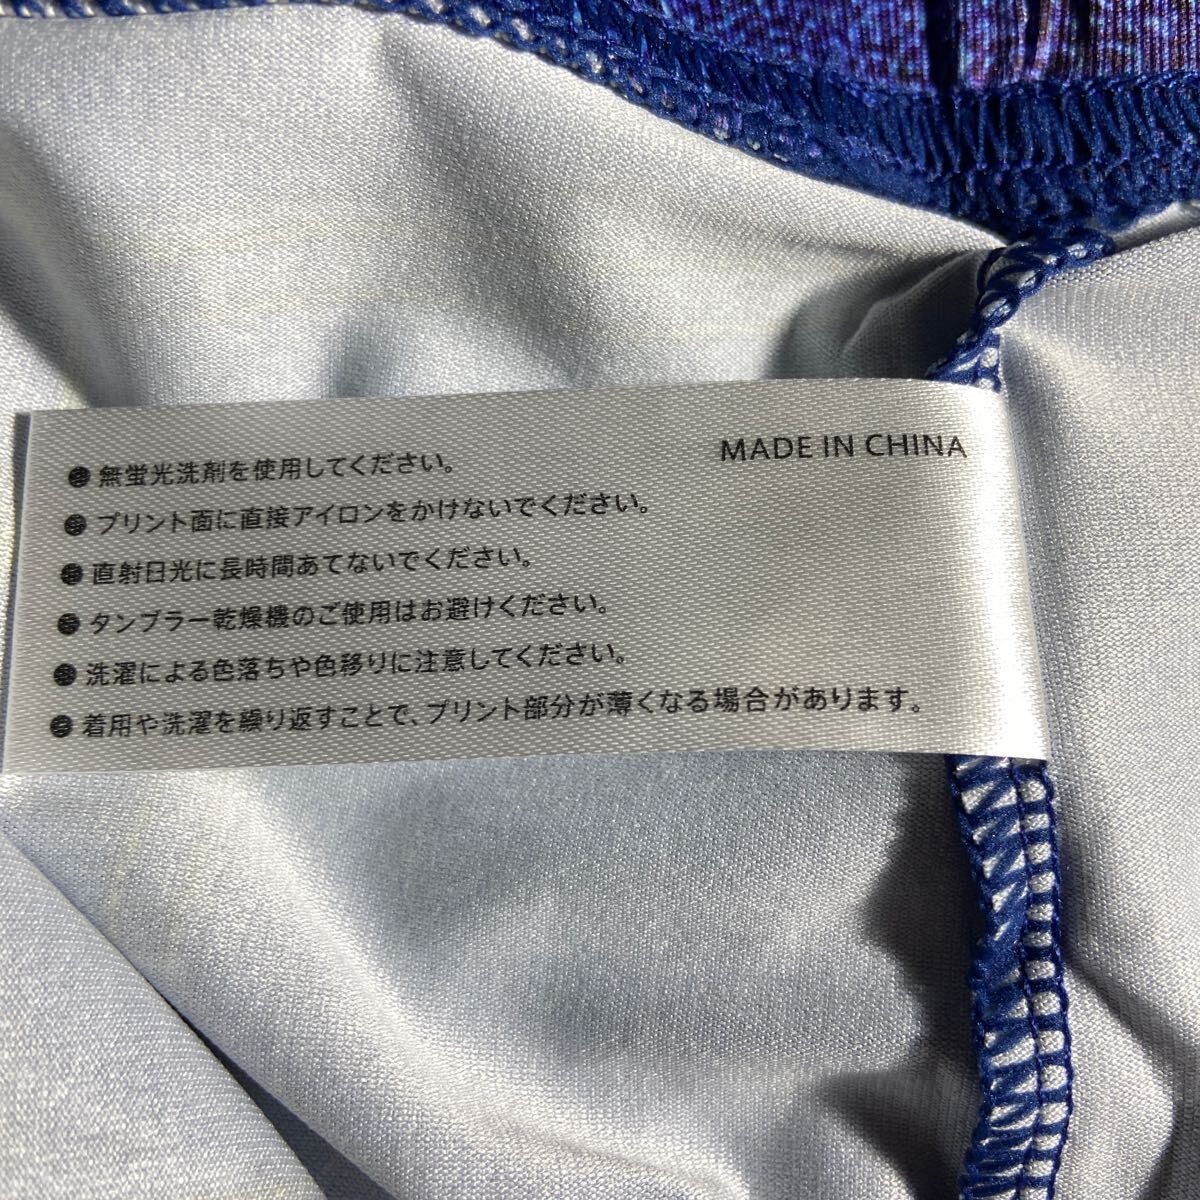 MADE IN CHINA
● 無蛍光洗剤を使用してください。
● プリント面に直接アイロンをかけないでください。
● 直射日光に長時間あてないでください。
● タンブラー乾燥機のご使用はお避けください。
● 洗濯による色落ちや色移りに注意してください。
● 着用や洗濯を繰り返すことで、プリント部分が薄くなる場合があります。